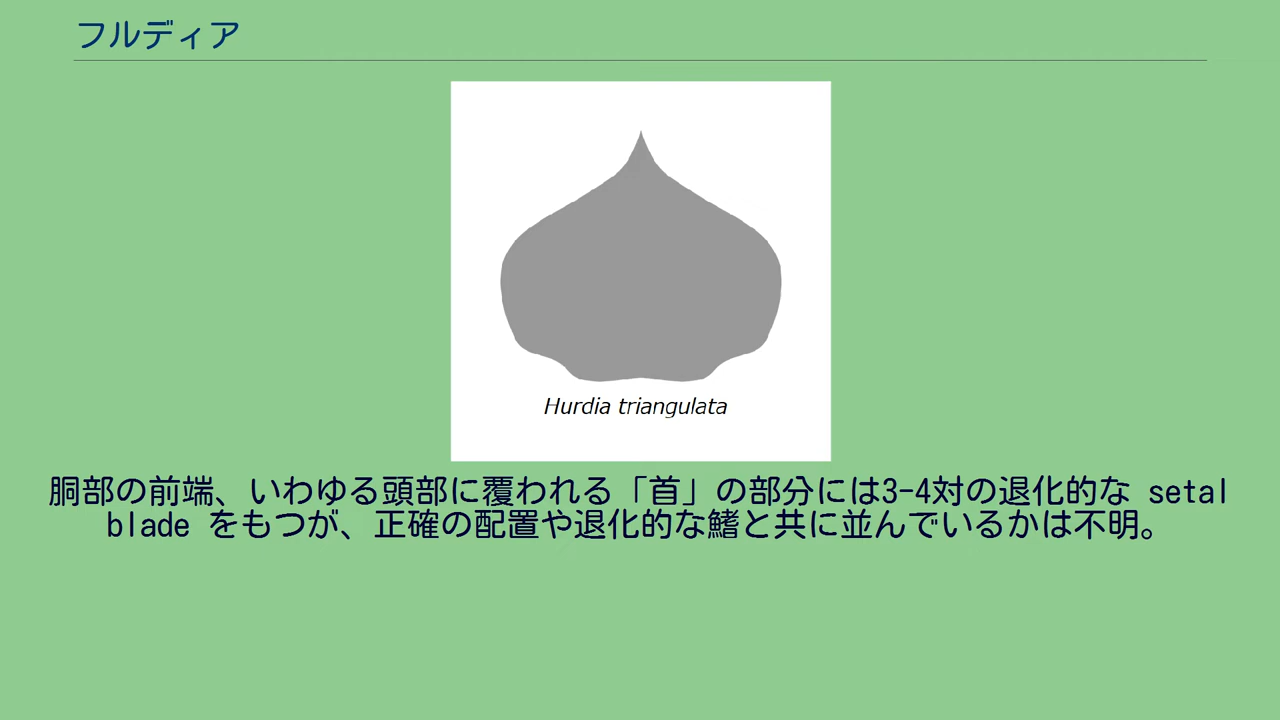 フルディア
Hurdia triangulata
胴部の前端、いわゆる頭部に覆われる「首」の部分には3-4対の退化的な setal
blade をもつが、正確の配置や退化的な鰭と共に並んでいるかは不明。